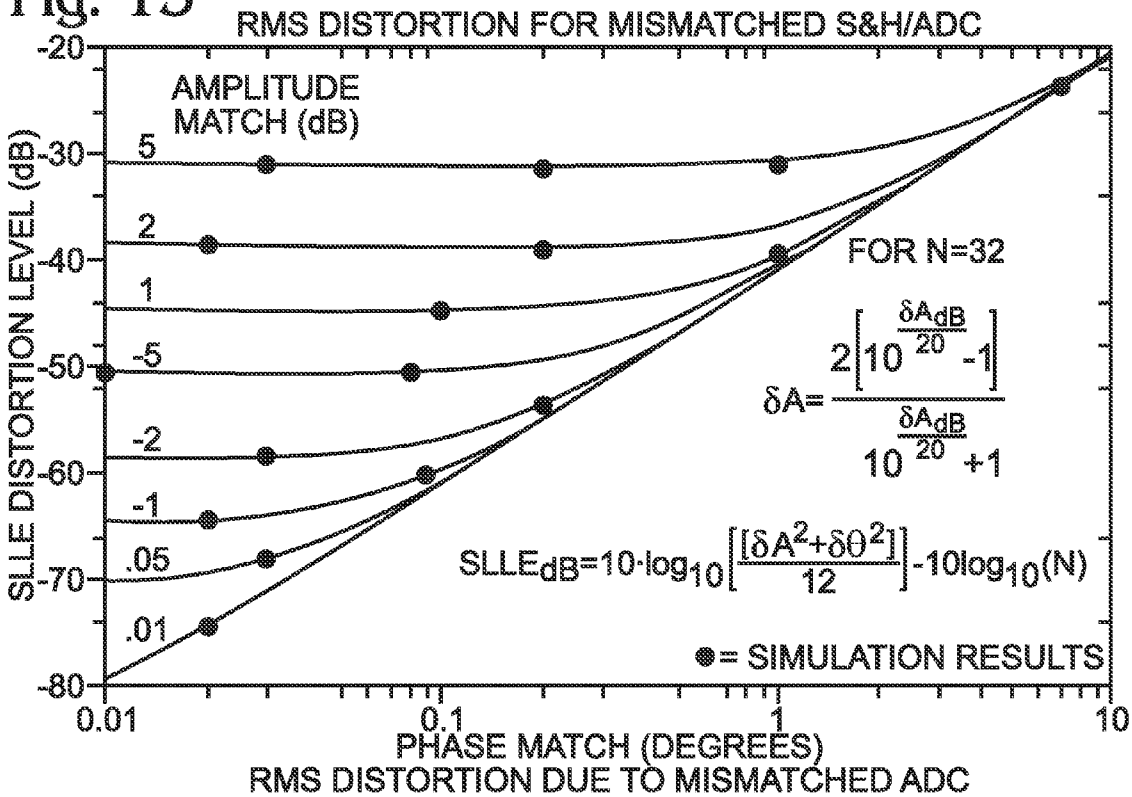 Fig. 15
RMS DISTORTION FOR MISMATCHED S&H/ADC
SLLE DISTORTION LEVEL (dB)
-20
-30
-40
-50
-60
-70
-80
AMPLITUDE
MATCH (dB)
5
2
1
-5
-2
-1
.05
.01
FOR N=32
δA= 2[10^(δAdB/20) -1] / 10^(δAdB/20) +1
SLLEdB=10·log10[[δA²+δθ²]/12]-10log10(N)
●= SIMULATION RESULTS
0.01
0.1
1
10
PHASE MATCH (DEGREES)
RMS DISTORTION DUE TO MISMATCHED ADC